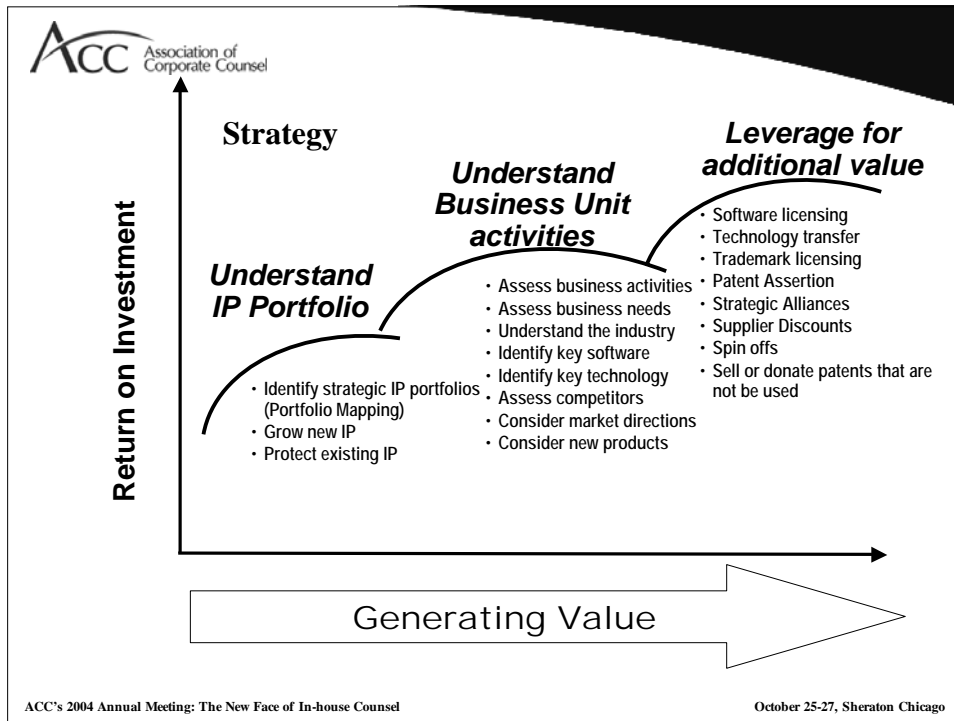 ACC Association of
Corporate Counsel
Strategy
Return on Investment
Understand
IP Portfolio
• Identify strategic IP portfolios
(Portfolio Mapping)
• Grow new IP
• Protect existing IP
Understand
Business Unit
activities
• Assess business activities
• Assess business needs
• Understand the industry
• Identify key software
• Identify key technology
• Assess competitors
• Consider market directions
• Consider new products
Leverage for
additional value
• Software licensing
• Technology transfer
• Trademark licensing
• Patent Assertion
• Strategic Alliances
• Supplier Discounts
• Spin offs
• Sell or donate patents that are
not be used
Generating Value
ACC's 2004 Annual Meeting: The New Face of In-house Counsel
October 25-27, Sheraton Chicago